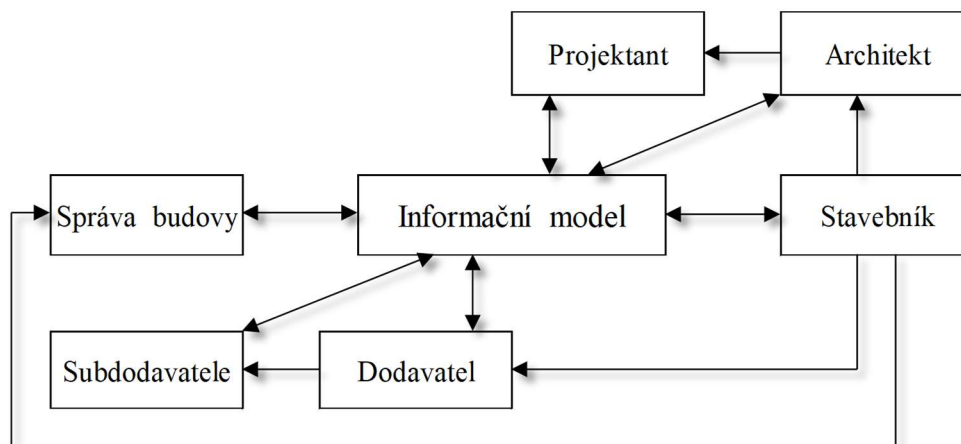 Projektant
Architekt
Správa budovy
Informační model
Stavebník
Subdodavatele
Dodavatel